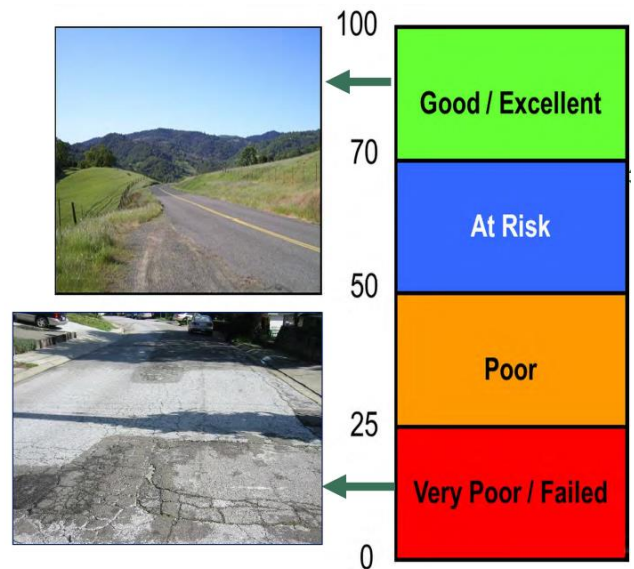 100
Good / Excellent
70
At Risk
50
Poor
25
Very Poor / Failed
0